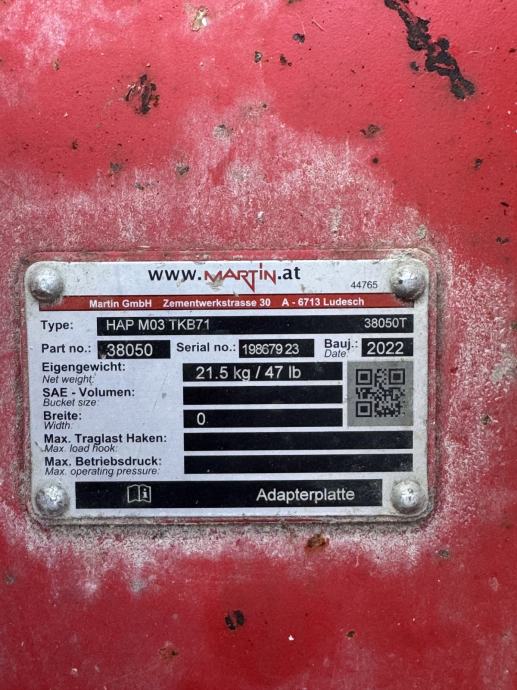 www.MARTIN.at
44765
Martin GmbH Zementwerkstrasse 30 A - 6713 Ludesch
Type: HAP M03 TKB71 38050T
Part no.: 38050 Serial no.: 198679 23 Bauj.: 2022
Date:
Eigengewicht: 21.5 kg / 47 lb
Net weight:
SAE - Volumen:
Bucket size:
Breite: 0
Width:
Max. Traglast Haken:
Max. load hook:
Max. Betriebsdruck:
Max. operating pressure:
Adapterplatte